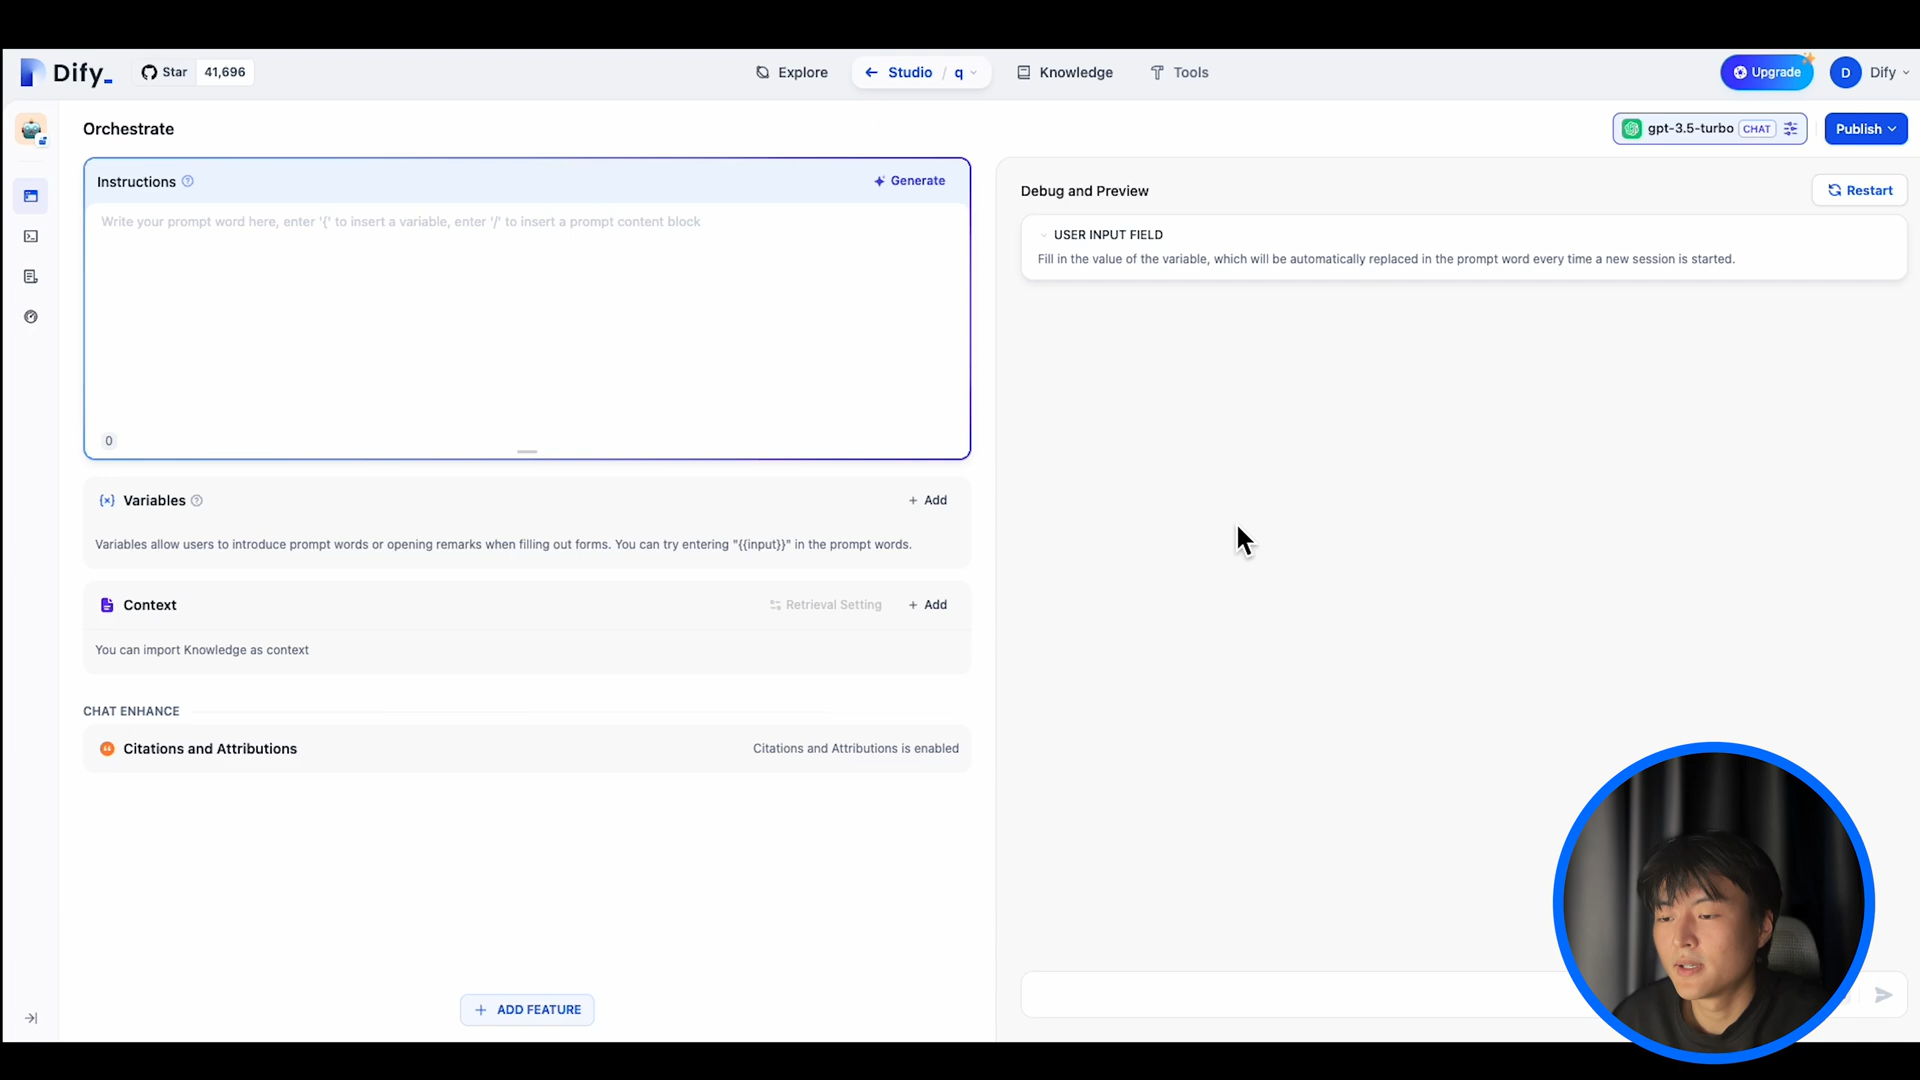 Dify_
Star 41,696
Explore
Studio / q
Knowledge
Tools
Upgrade
D Dify
Orchestrate
gpt-3.5-turbo CHAT
Publish
Instructions
Generate
Write your prompt word here, enter '{' to insert a variable, enter '/' to insert a prompt content block
0
Variables
+ Add
Variables allow users to introduce prompt words or opening remarks when filling out forms. You can try entering "{{input}}" in the prompt words.
Context
Retrieval Setting
+ Add
You can import Knowledge as context
CHAT ENHANCE
Citations and Attributions
Citations and Attributions is enabled
+ ADD FEATURE
Debug and Preview
Restart
USER INPUT FIELD
Fill in the value of the variable, which will be automatically replaced in the prompt word every time a new session is started.